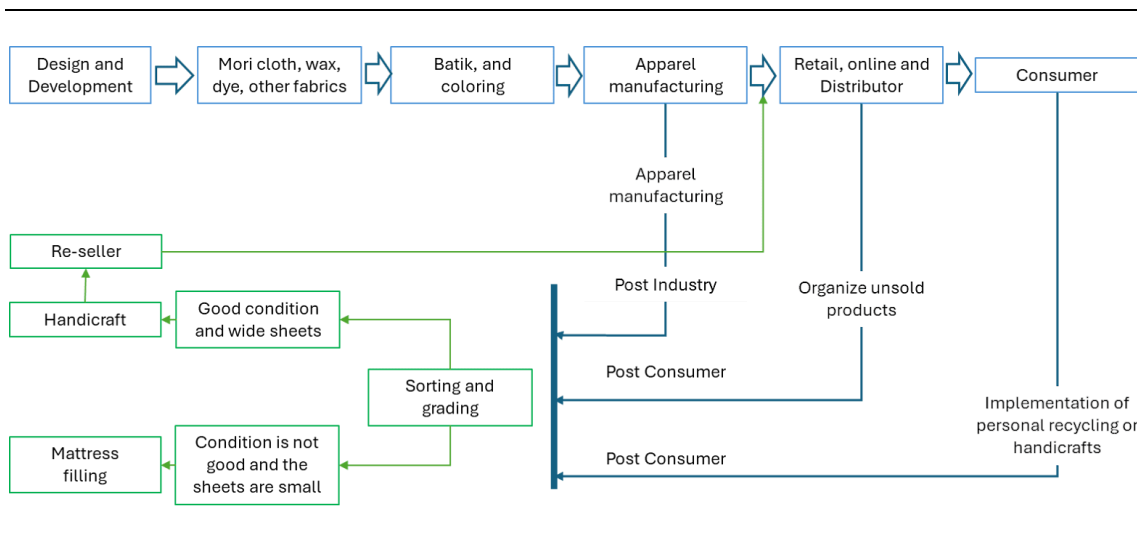 Design and
Development
Mori cloth, wax,
dye, other fabrics
Batik, and
coloring
Apparel
manufacturing
Retail, online and
Distributor
Consumer
Apparel
manufacturing
Re-seller
Post Industry
Organize unsold
products
Handicraft
Good condition
and wide sheets
Post Consumer
Sorting and
grading
Implementation of
personal recycling or
handicrafts
Mattress
filling
Condition is not
good and the
sheets are small
Post Consumer